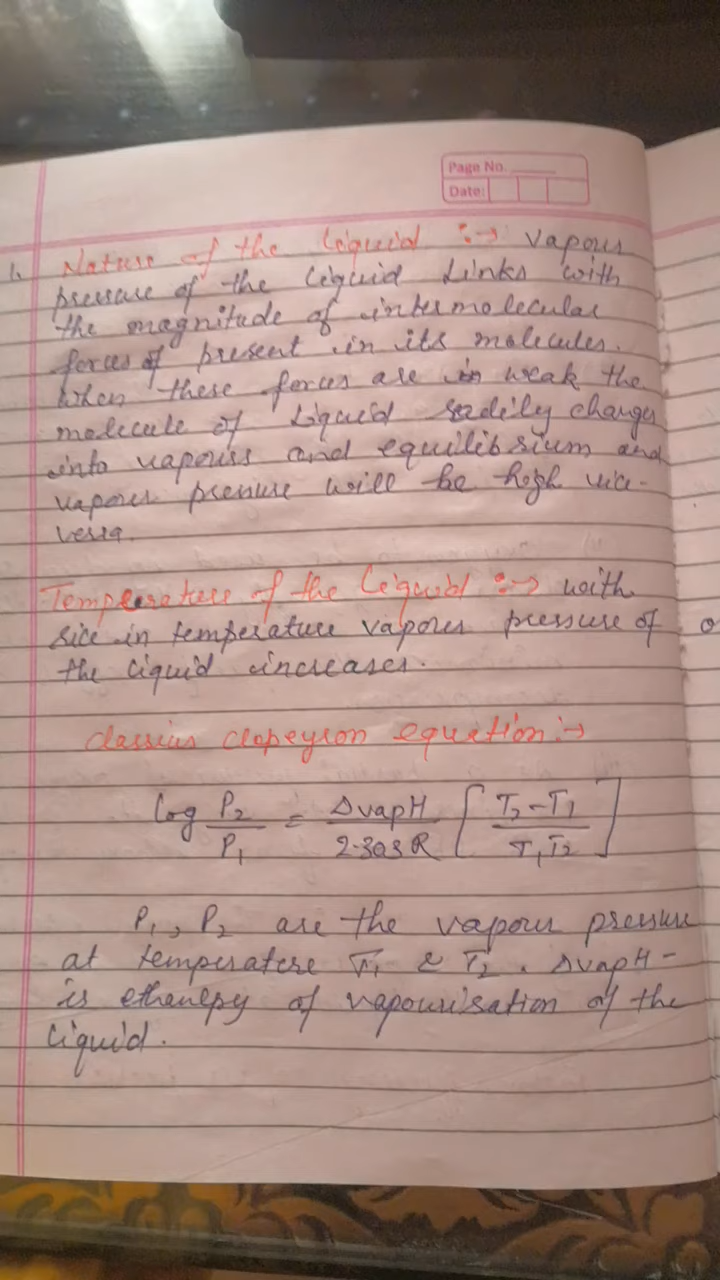 Page No.
Date:
1. Nature of the liquid :→ vapour
pressure of the liquid links with
the magnitude of intermolecular
forces of present in its molecules.
When these forces are in weak the
molecule of liquid readily changes
into vapours and equilibrium and
vapour pressure will be high vice-
versa.
Temperature of the liquid :→ with
rice in temperature vapour pressure of
the liquid increases.
classius clapeyron equation :→
log P2/P1 = ΔvapH/2.303R [T2-T1/T1T2]
P1, P2 are the vapour pressure
at temperature T1 & T2. ΔvapH-
is ethanlpy of vapourisation of the
liquid.